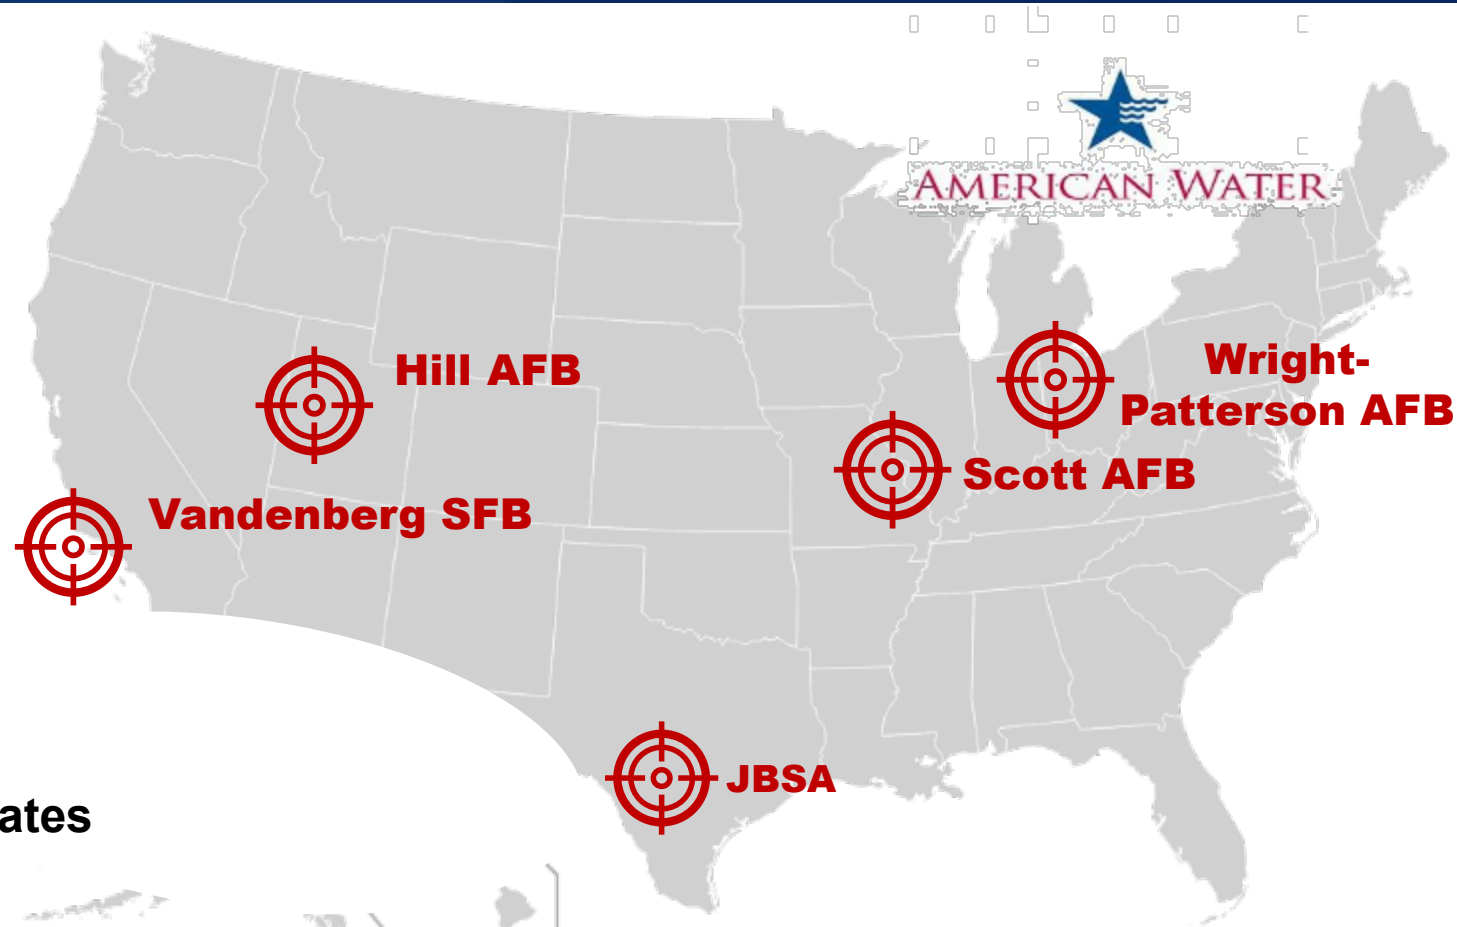 AMERICAN WATER
Hill AFB
Wright-
Patterson AFB
Scott AFB
Vandenberg SFB
JBSA
ates